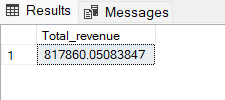 Results Messages
Total_revenue
1 817860.05083847